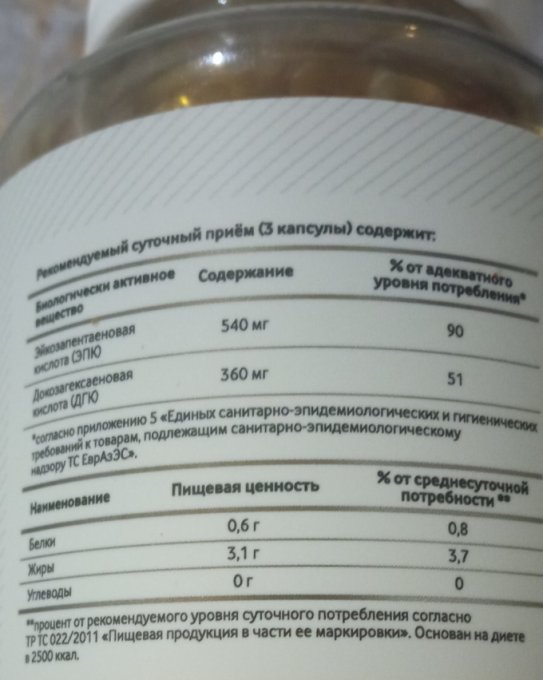 Рекомендуемый суточный приём (3 капсулы) содержит:
Биологически активное вещество Содержание % от адекватного уровня потребления*
Эйкозапентаеновая кислота (ЭПК) 540 мг 90
Докозагексаеновая кислота (ДГК) 360 мг 51
*согласно приложению 5 «Единых санитарно-эпидемиологических и гигиенических
требований к товарам, подлежащим санитарно-эпидемиологическому
надзору ТС ЕврАзЭС».
Наименование Пищевая ценность % от среднесуточной потребности **
Белки 0,6 г 0,8
Жиры 3,1 г 3,7
Углеводы 0 г 0
**процент от рекомендуемого уровня суточного потребления согласно
ТР ТС 022/2011 «Пищевая продукция в части ее маркировки». Основан на диете
в 2500 ккал.